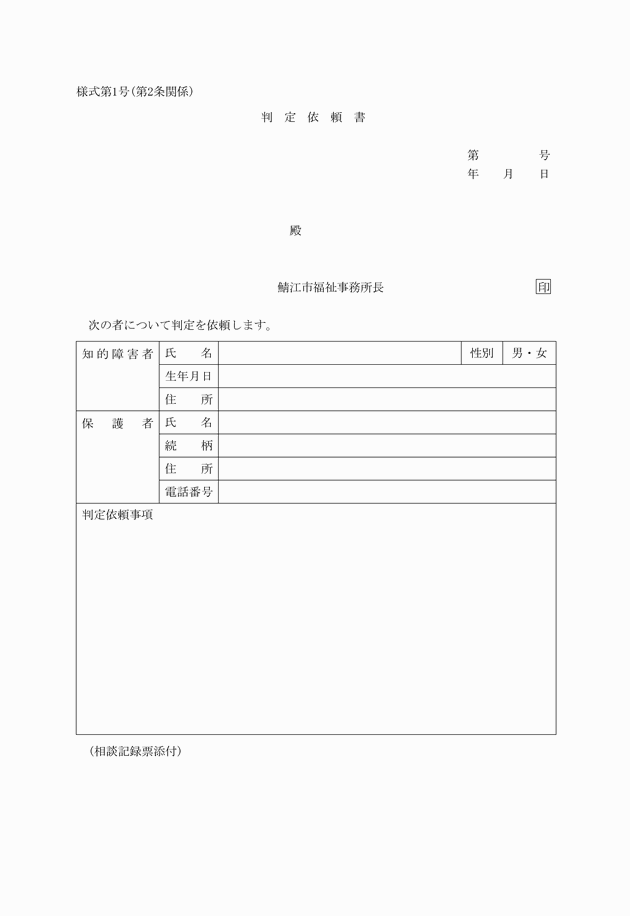 様式第1号(第2条関係)
判定依頼書
第　　号
年　月　日
殿
鯖江市福祉事務所長　印
次の者について判定を依頼します。
知的障害者　氏名　性別　男・女
生年月日
住所
保護者　氏名
続柄
住所
電話番号
判定依頼事項
(相談記録票添付)